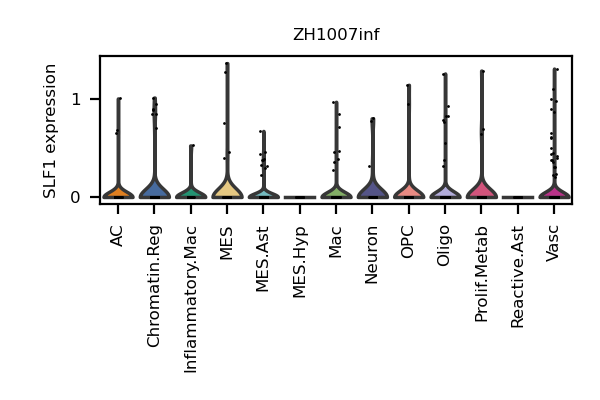 ZH1007inf
SLF1 expression
1
0
AC
Chromatin.Reg
Inflammatory.Mac
MES
MES.Ast
MES.Hyp
Mac
Neuron
OPC
Oligo
Prolif.Metab
Reactive.Ast
Vasc